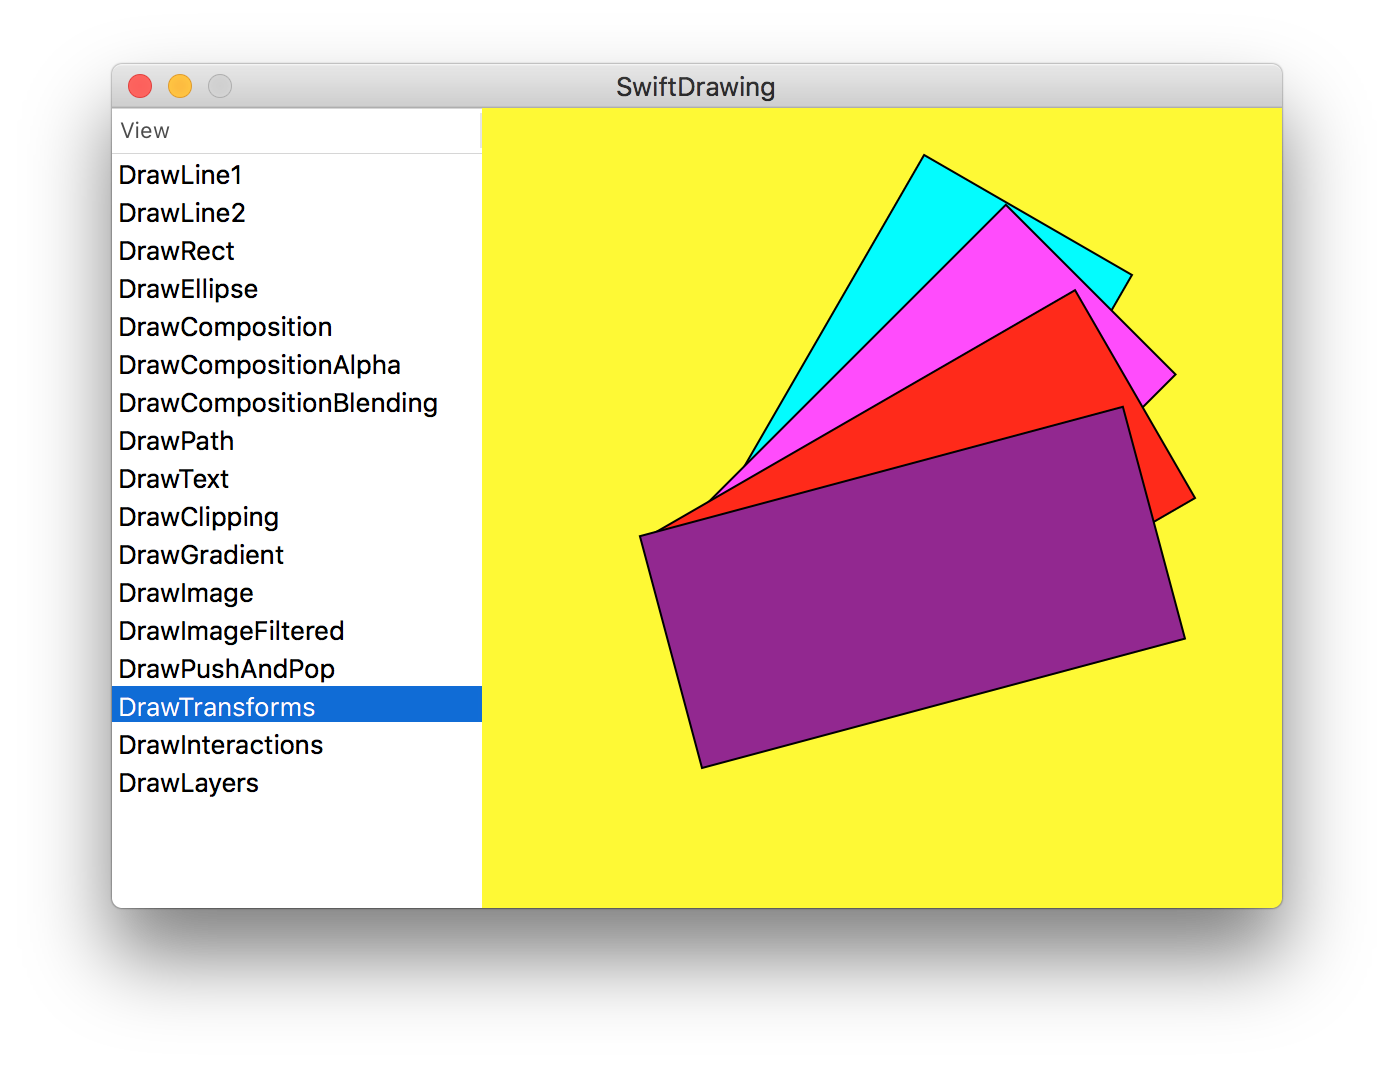 SwiftDrawing
View
DrawLine1
DrawLine2
DrawRect
DrawEllipse
DrawComposition
DrawCompositionAlpha
DrawCompositionBlending
DrawPath
DrawText
DrawClipping
DrawGradient
DrawImage
DrawImageFiltered
DrawPushAndPop
DrawTransforms
DrawInteractions
DrawLayers